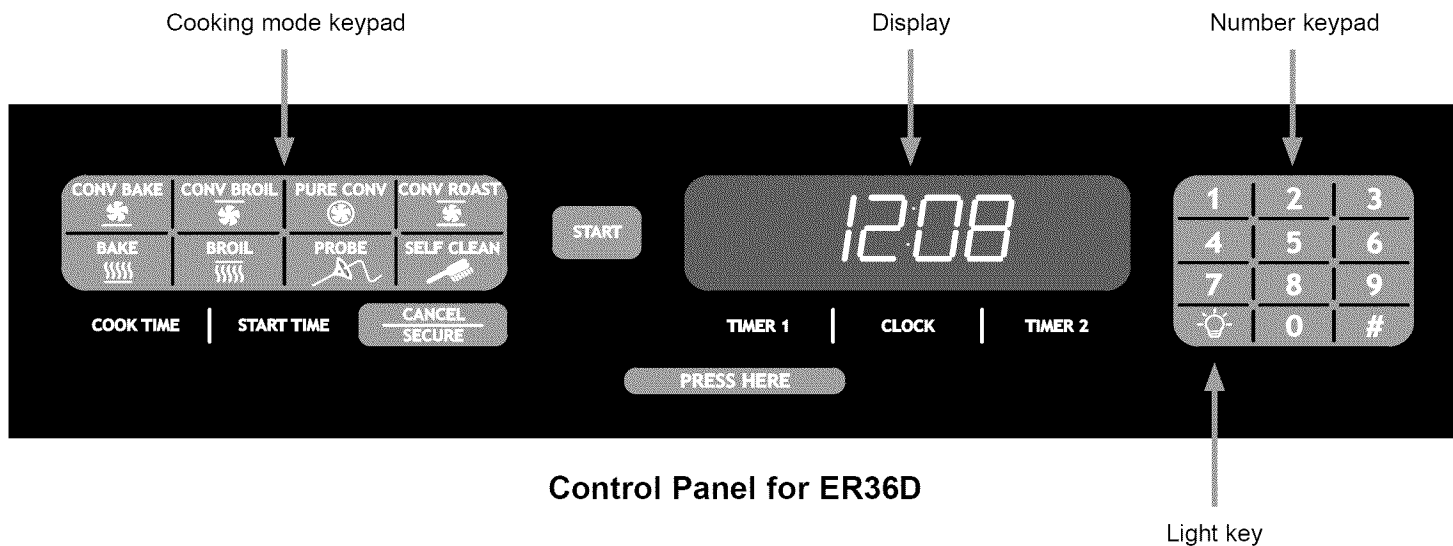 Cooking mode keypad
Display
Number keypad
CONV BAKE CONV BROIL PURE CONV CONV ROAST
BAKE BROIL PROBE SELF CLEAN
START
12:08
1 2 3
4 5 6
7 8 9
0 #
COOK TIME START TIME CANCEL
SECURE
TIMER 1 CLOCK TIMER 2
PRESS HERE
Control Panel for ER36D
Light key